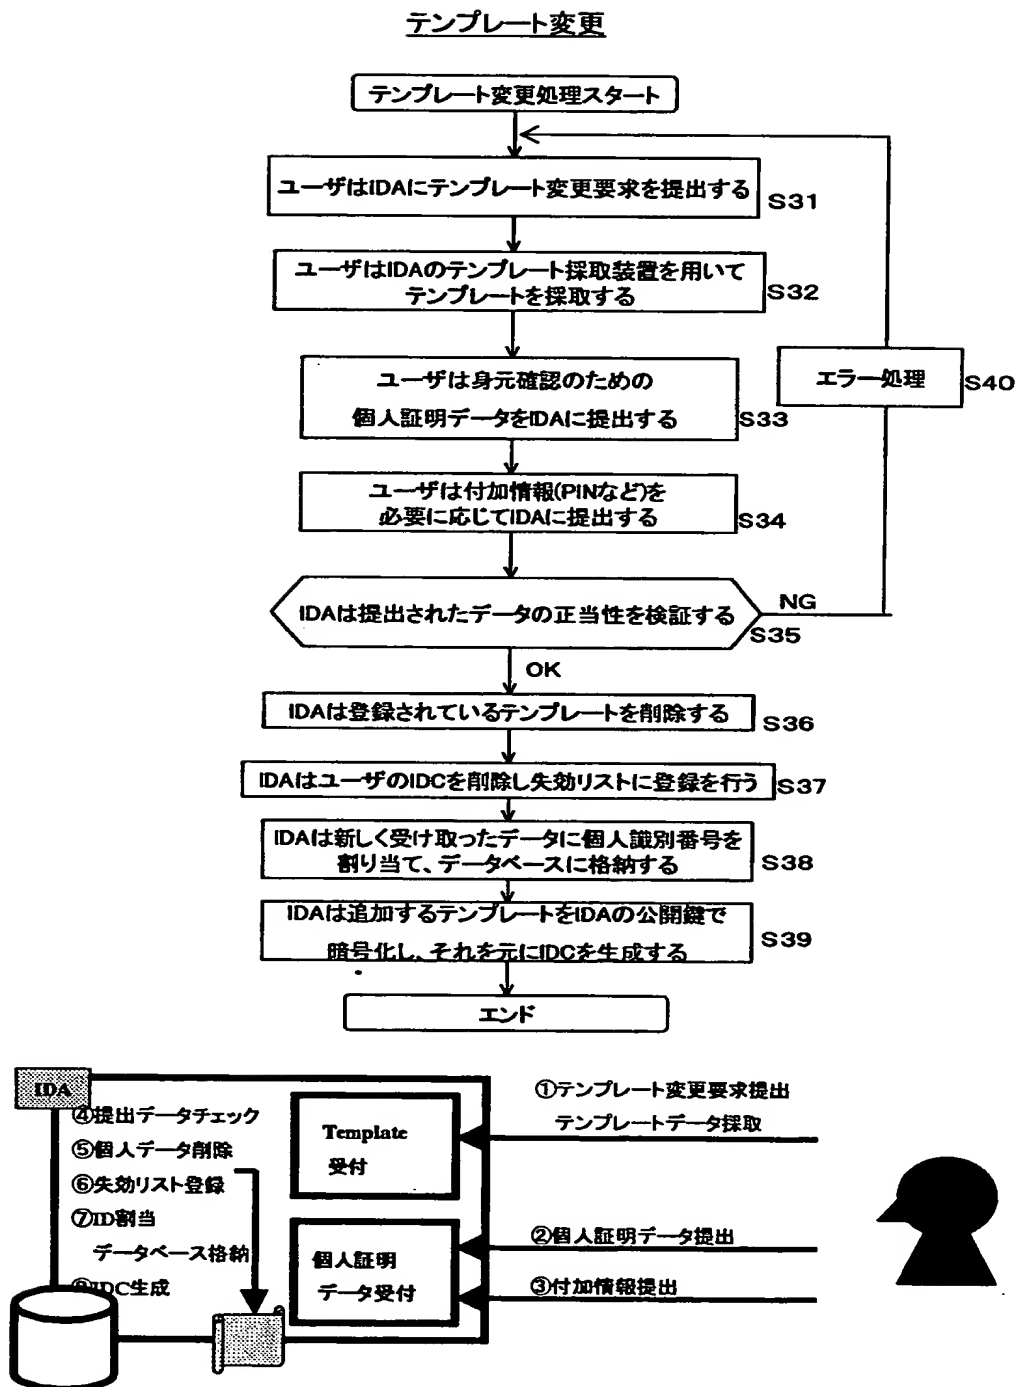 テンプレート変更
テンプレート変更処理スタート
ユーザはIDAにテンプレート変更要求を提出する
S31
ユーザはIDAのテンプレート採取装置を用いて
テンプレートを採取する
S32
ユーザは身元確認のための
個人証明データをIDAに提出する
S33
エラー処理
S40
ユーザは付加情報(PINなど)を
必要に応じてIDAに提出する
S34
IDAは提出されたデータの正当性を検証する
NG
S35
OK
IDAは登録されているテンプレートを削除する
S36
IDAはユーザのIDCを削除し失効リストに登録を行う
S37
IDAは新しく受け取ったデータに個人識別番号を
割り当て、データベースに格納する
S38
IDAは追加するテンプレートをIDAの公開鍵で
暗号化し、それを元にIDCを生成する
S39
エンド
IDA
④提出データチェック
⑤個人データ削除
⑥失効リスト登録
⑦ID割当
データベース格納
⑧IDC生成
Template
受付
個人証明
データ受付
①テンプレート変更要求提出
テンプレートデータ採取
②個人証明データ提出
③付加情報提出